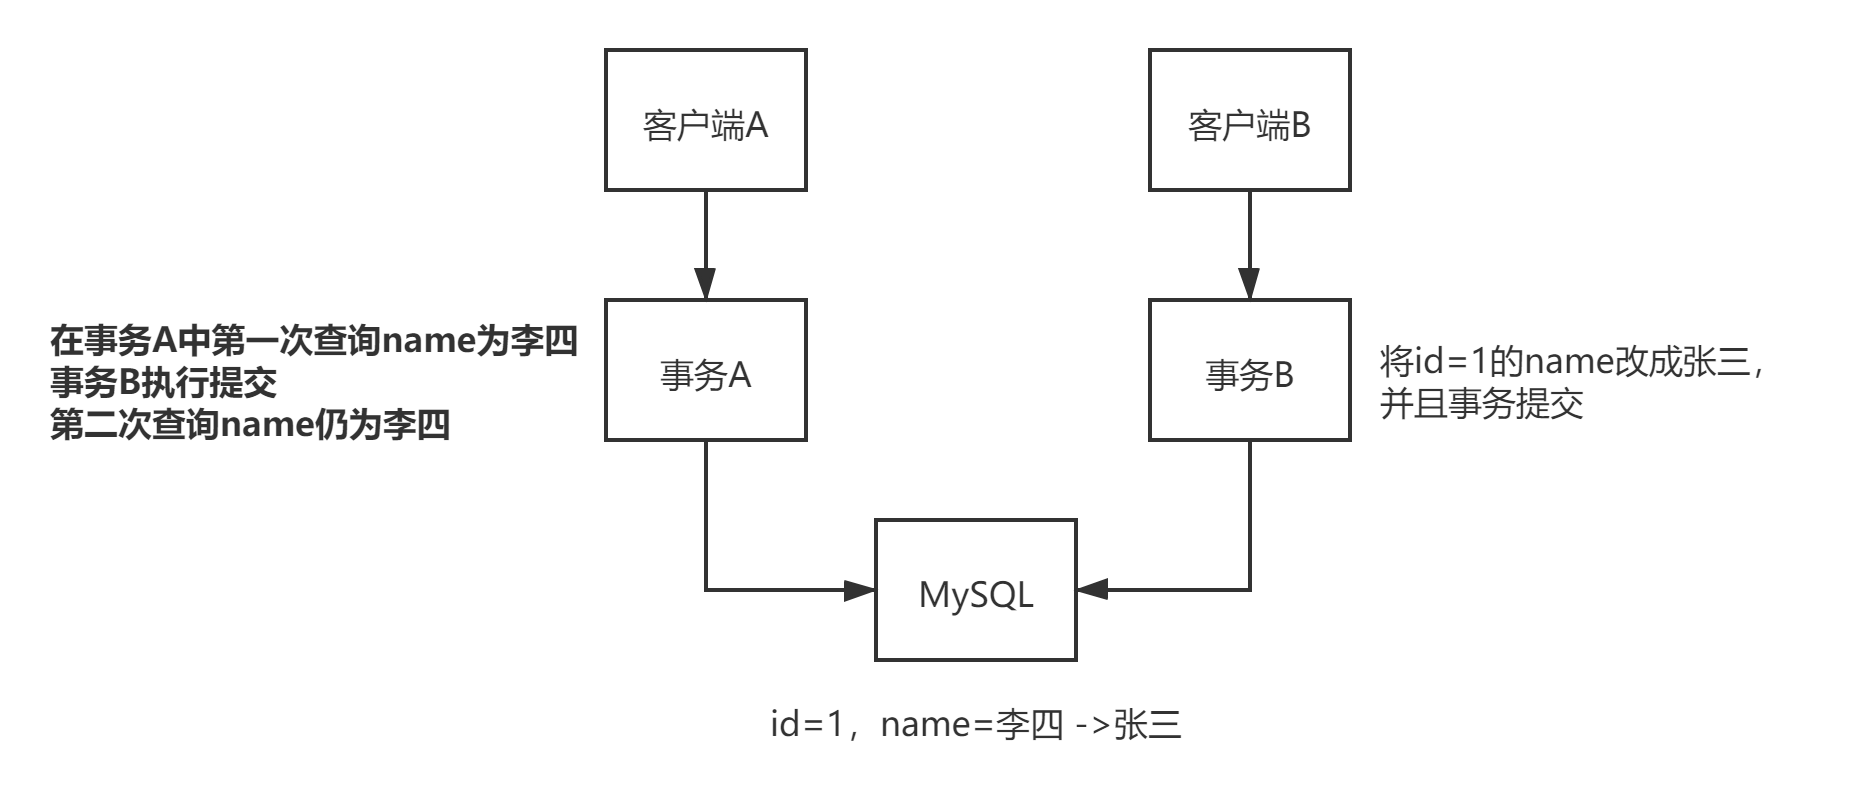 客户端A
客户端B
在事务A中第一次查询name为李四
事务B执行提交
第二次查询name仍为李四
事务A
事务B
将id=1的name改成张三，
并且事务提交
MySQL
id=1，name=李四 ->张三